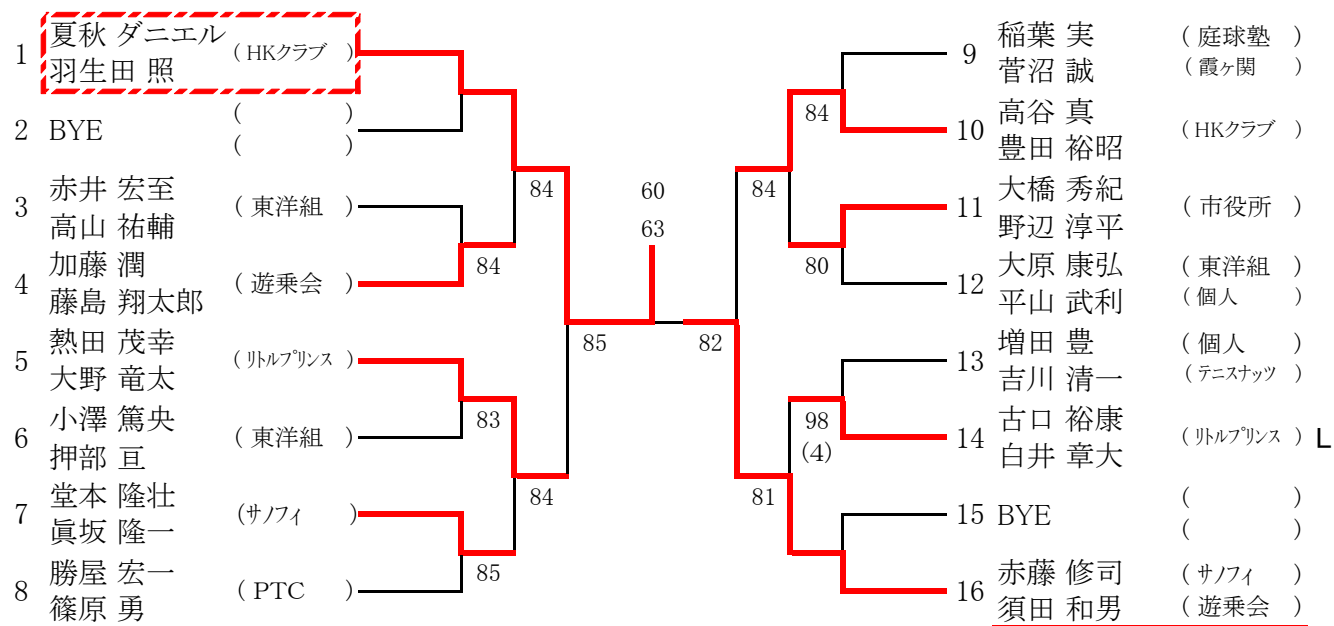 1 夏秋 ダニエル (HKクラブ)
羽生田 照
2 BYE ( )
( )
3 赤井 宏至 (東洋組)
高山 祐輔
4 加藤 潤 (遊乗会)
藤島 翔太郎
5 熱田 茂幸 (リトルプリンス)
大野 竜太
6 小澤 篤央 (東洋組)
押部 亘
7 堂本 隆壮 (サノフィ)
眞坂 隆一
8 勝屋 宏一 (PTC)
篠原 勇
84
84
83
85
84
84
85
60
63
82
84
84
80
98
(4)
81
9 稲葉 実 (庭球塾)
菅沼 誠 (霞ヶ関)
10 高谷 真 (HKクラブ)
豊田 裕昭
11 大橋 秀紀 (市役所)
野辺 淳平
12 大原 康弘 (東洋組)
平山 武利 (個人)
13 増田 豊 (個人)
吉川 清一 (テニスナッツ)
14 古口 裕康 (リトルプリンス) L
白井 章大
15 BYE ( )
( )
16 赤藤 修司 (サノフィ)
須田 和男 (遊乗会)